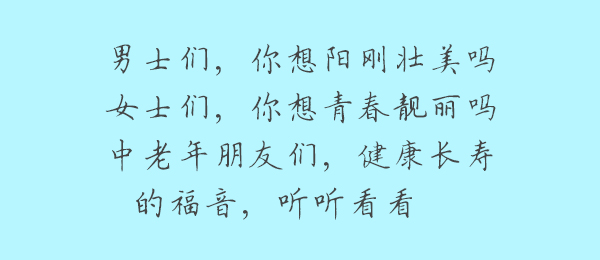 男士们，你想阳刚壮美吗
女士们，你想青春靓丽吗
中老年朋友们，健康长寿
的福音，听听看看